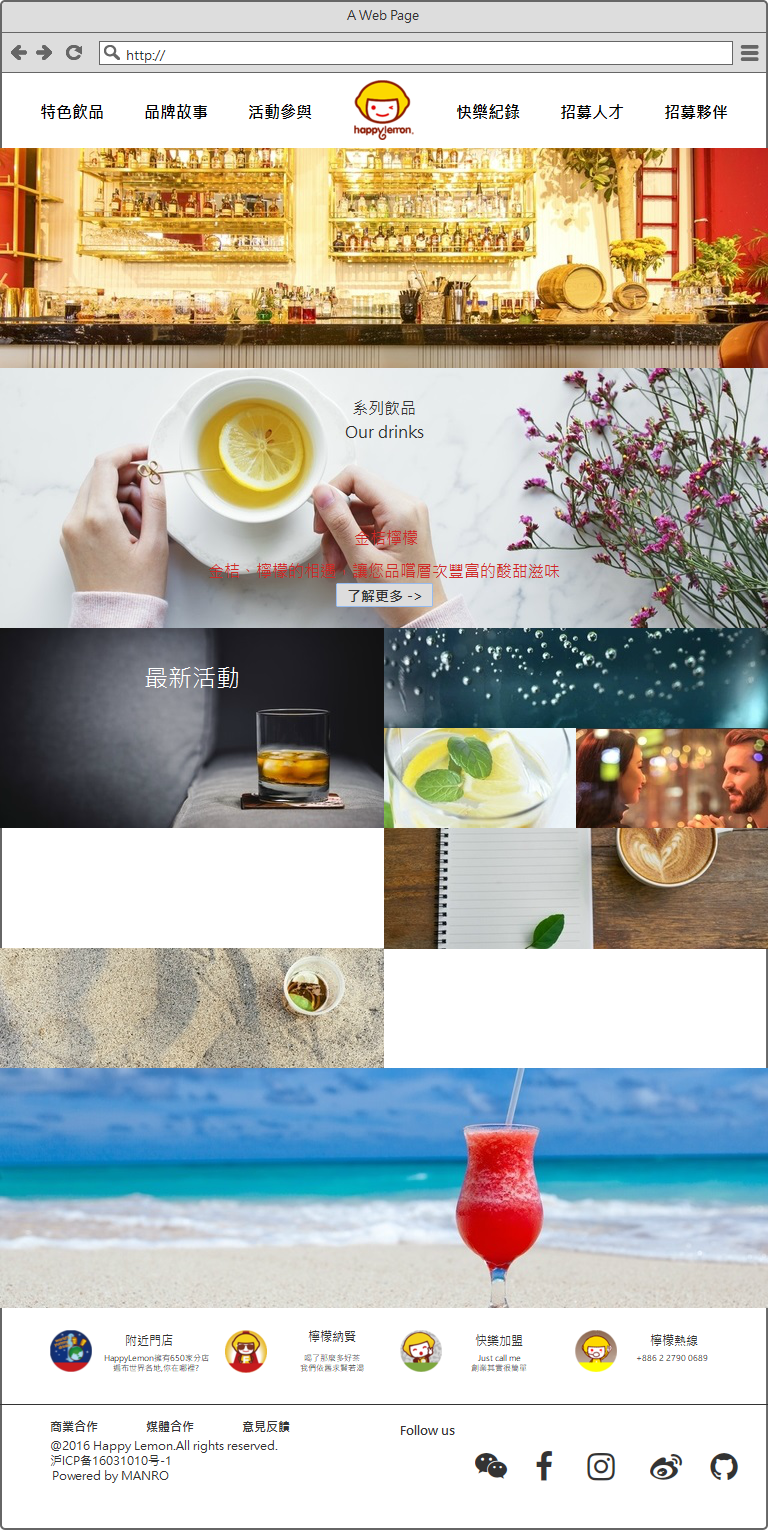 A Web Page
http://
特色飲品
品牌故事
活動參與
happylemon
快樂紀錄
招募人才
招募夥伴
系列飲品
Our drinks
金桔檸檬
金桔、檸檬的相遇，讓您品嚐層次豐富的酸甜滋味
了解更多 ->
最新活動
附近門店
HappyLemon擁有650家分店
遍布世界各地,你在哪裡?
檸檬納賢
喝了那麼多好茶
我們依舊求賢若渴
快樂加盟
Just call me
創業其實很簡單
檸檬熱線
+886 2 2790 0689
商業合作
媒體合作
意見反饋
Follow us
@2016 Happy Lemon.All rights reserved.
沪ICP备16031010号-1
Powered by MANRO